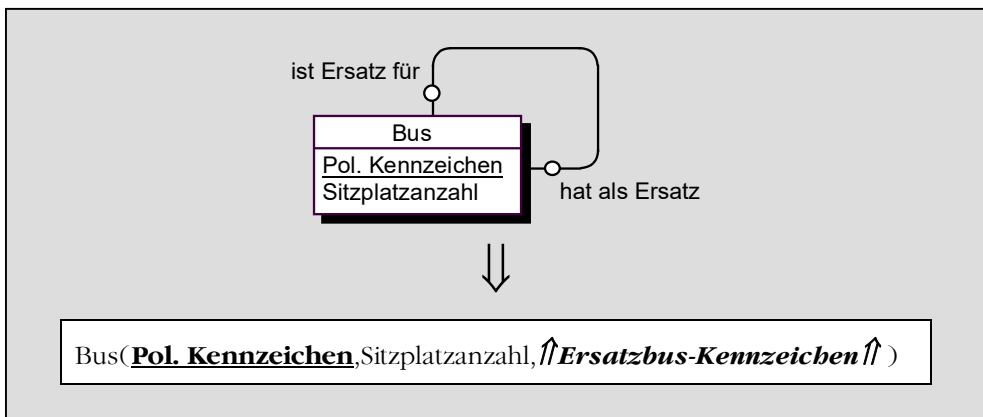 ist Ersatz für
Bus
Pol. Kennzeichen
Sitzplatzanzahl
hat als Ersatz
⇓
Bus(Pol. Kennzeichen,Sitzplatzanzahl,⇑Ersatzbus-Kennzeichen⇑ )